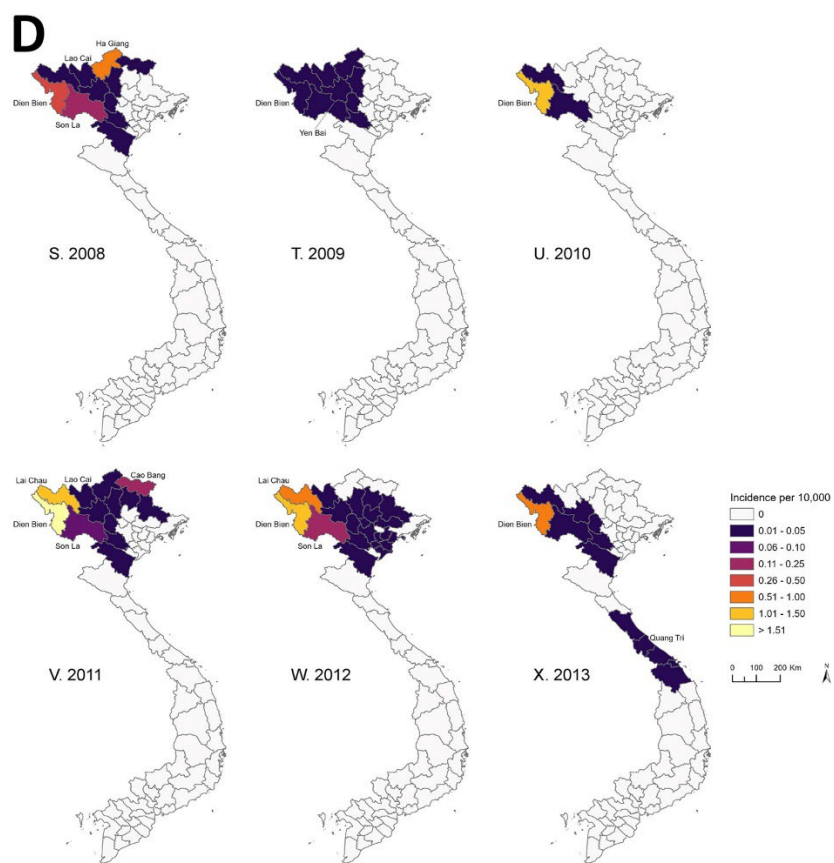 D
Ha Giang
Lao Cai
Dien Bien
Son La
S. 2008
Dien Bien
Yen Bai
T. 2009
Dien Bien
U. 2010
Lai Chau
Lao Cai
Cao Bang
Dien Bien
Son La
V. 2011
Lai Chau
Dien Bien
Son La
W. 2012
Dien Bien
Quang Tri
X. 2013
Incidence per 10,000
0
0.01 - 0.05
0.06 - 0.10
0.11 - 0.25
0.26 - 0.50
0.51 - 1.00
1.01 - 1.50
> 1.51
0 50 100 200 Km
N